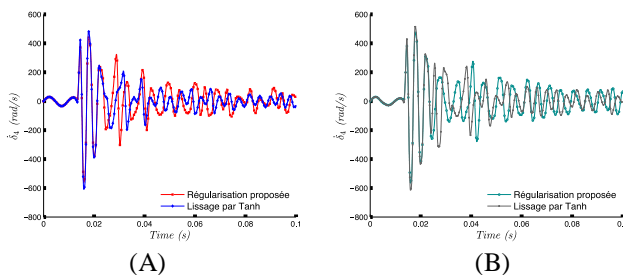 600
400
200
0
−200
−400
−600
−800
0
0.02
0.04
0.06
0.08
0.1
δ̇₄ (rad/s)
Time (s)
Régularisation proposée
Lissage par Tanh
(A)
600
400
200
0
−200
−400
−600
−800
0
0.02
0.04
0.06
0.08
0.1
δ̇₄ (rad/s)
Time (s)
Régularisation proposée
Lissage par Tanh
(B)